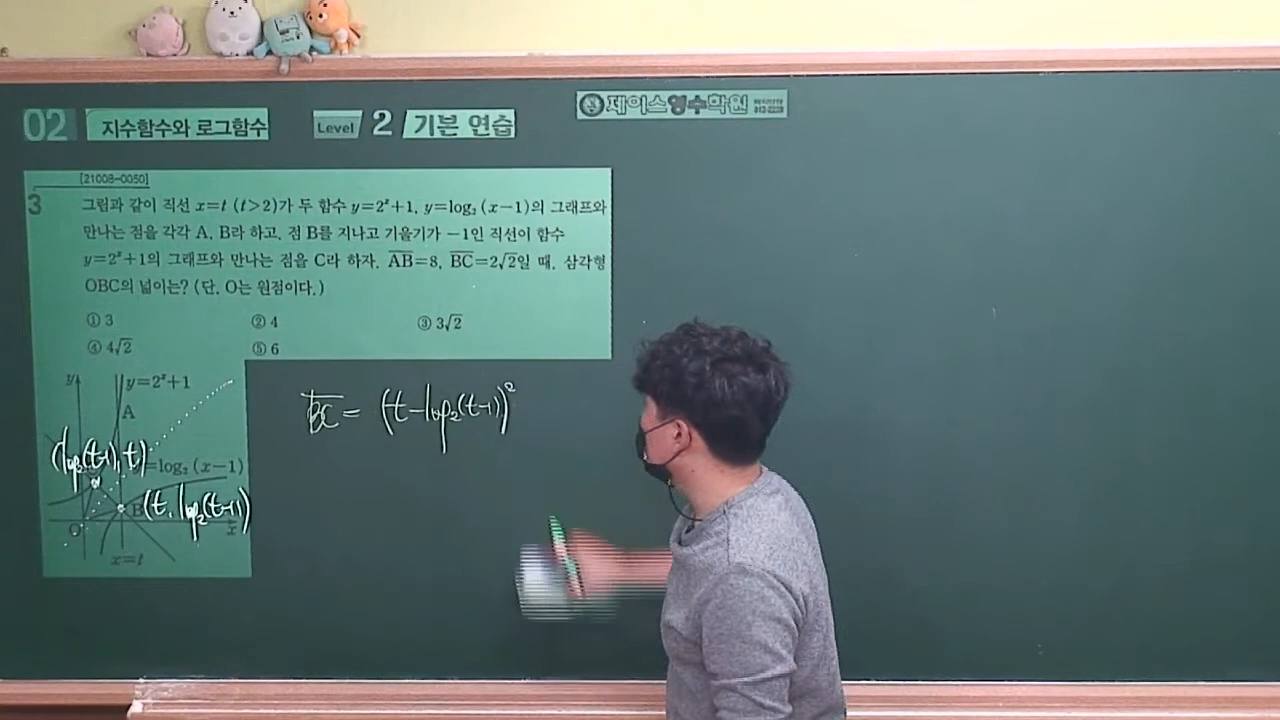 제이스영수학원
02 지수함수와 로그함수 Level 2 기본 연습
[21008-0050]
3 그림과 같이 직선 x=t (t>2)가 두 함수 y=2ˣ+1, y=log₂(x−1)의 그래프와
만나는 점을 각각 A, B라 하고, 점 B를 지나고 기울기가 −1인 직선이 함수
y=2ˣ+1의 그래프와 만나는 점을 C라 하자. A̅B̅=8, B̅C̅=2√2일 때, 삼각형
OBC의 넓이는? (단, O는 원점이다.)
① 3 ② 4 ③ 3√2
④ 4√2 ⑤ 6
y y=2ˣ+1
A
(log₂(t-1), t)
y=log₂(x−1)
B (t, log₂(t-1))
O x
x=t
B̅C̅ = (t-log₂(t-1))²